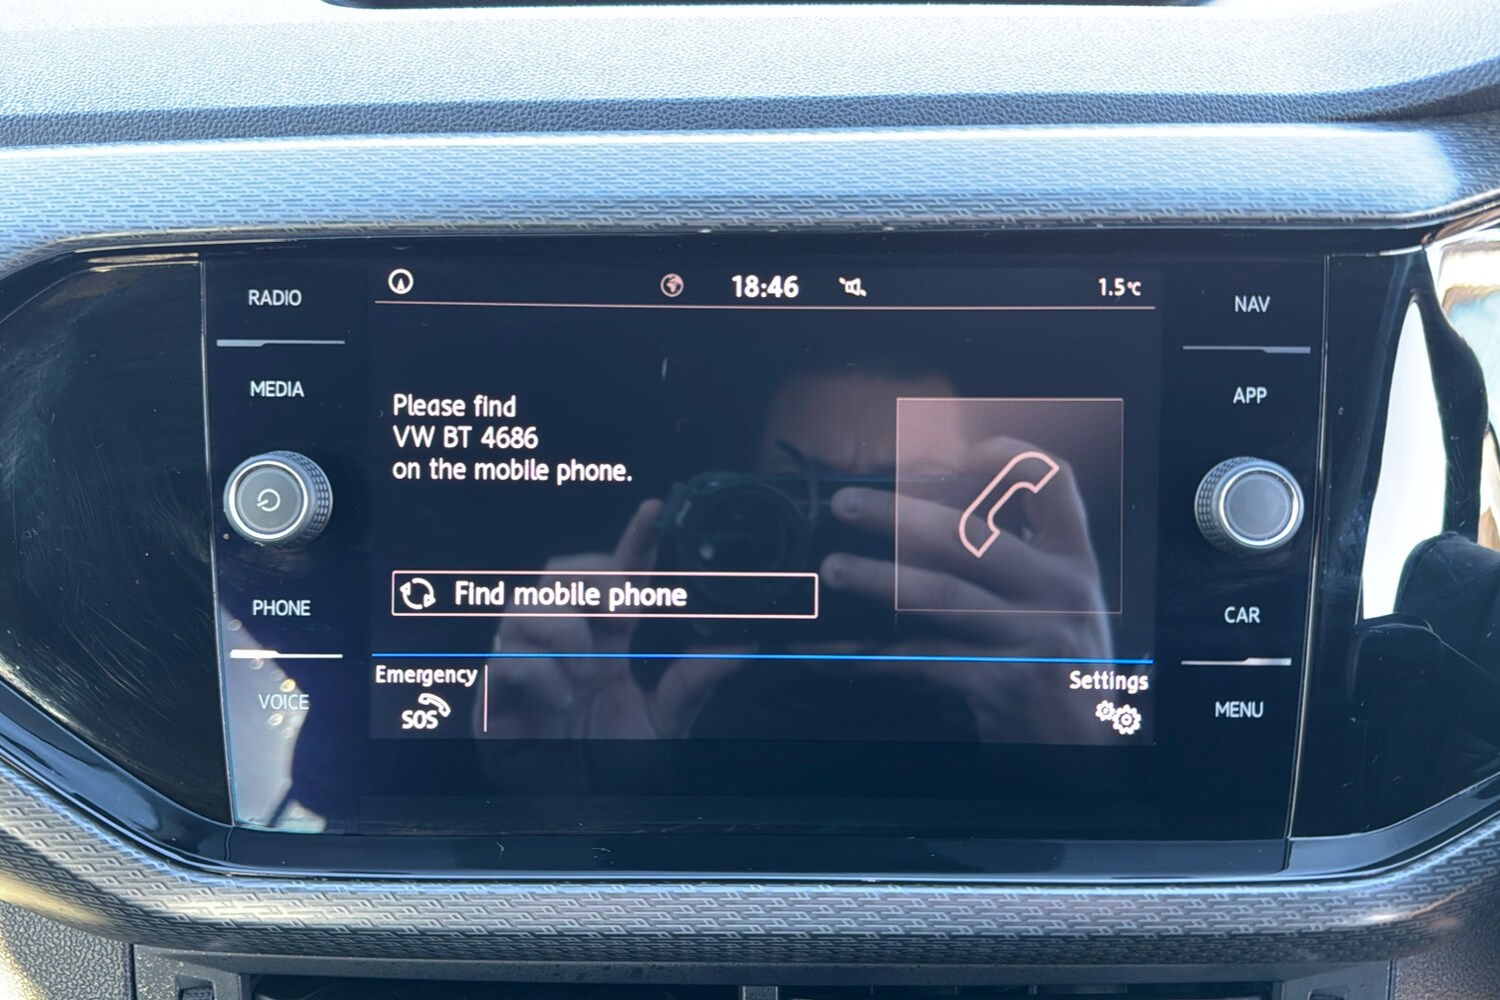 RADIO
MEDIA
PHONE
VOICE
18:46
1.5°C
Please find
VW BT 4686
on the mobile phone.
Find mobile phone
Emergency
SOS
Settings
NAV
APP
CAR
MENU